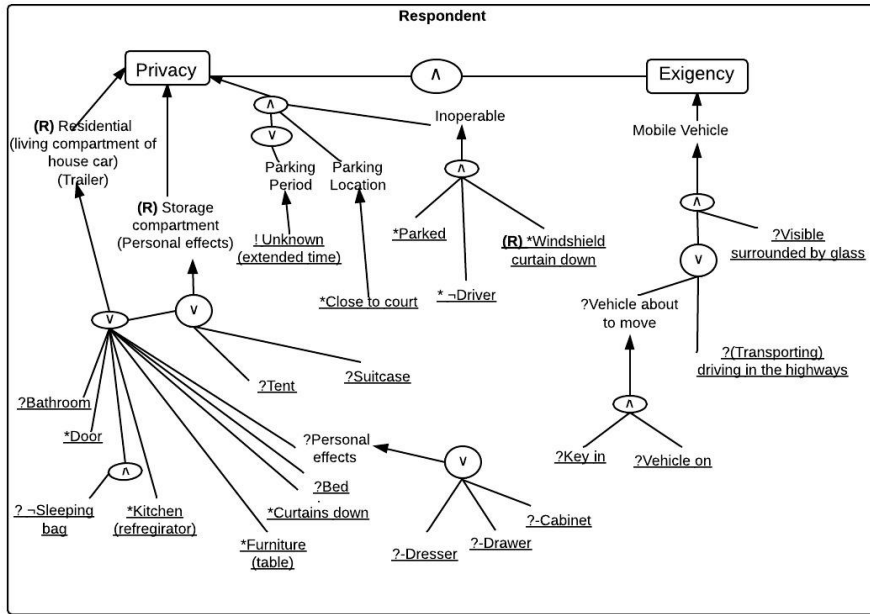 Respondent
Privacy
∧
Exigency
(R) Residential
(living compartment of
house car)
(Trailer)
∧
∨
Inoperable
Mobile Vehicle
Parking
Period
Parking
Location
∧
(R) Storage
compartment
(Personal effects)
! Unknown
(extended time)
*Parked
(R) *Windshield
curtain down
∧
?Visible
surrounded by glass
∨
*Close to court
* ¬Driver
?Vehicle about
to move
∨
∨
?(Transporting)
driving in the highways
?Tent
?Suitcase
?Bathroom
*Door
∧
∧
?Personal
effects
∨
?Key in
?Vehicle on
? ¬Sleeping
bag
*Kitchen
(refregirator)
?Bed
*Curtains down
*Furniture
(table)
?-Cabinet
?-Drawer
?-Dresser